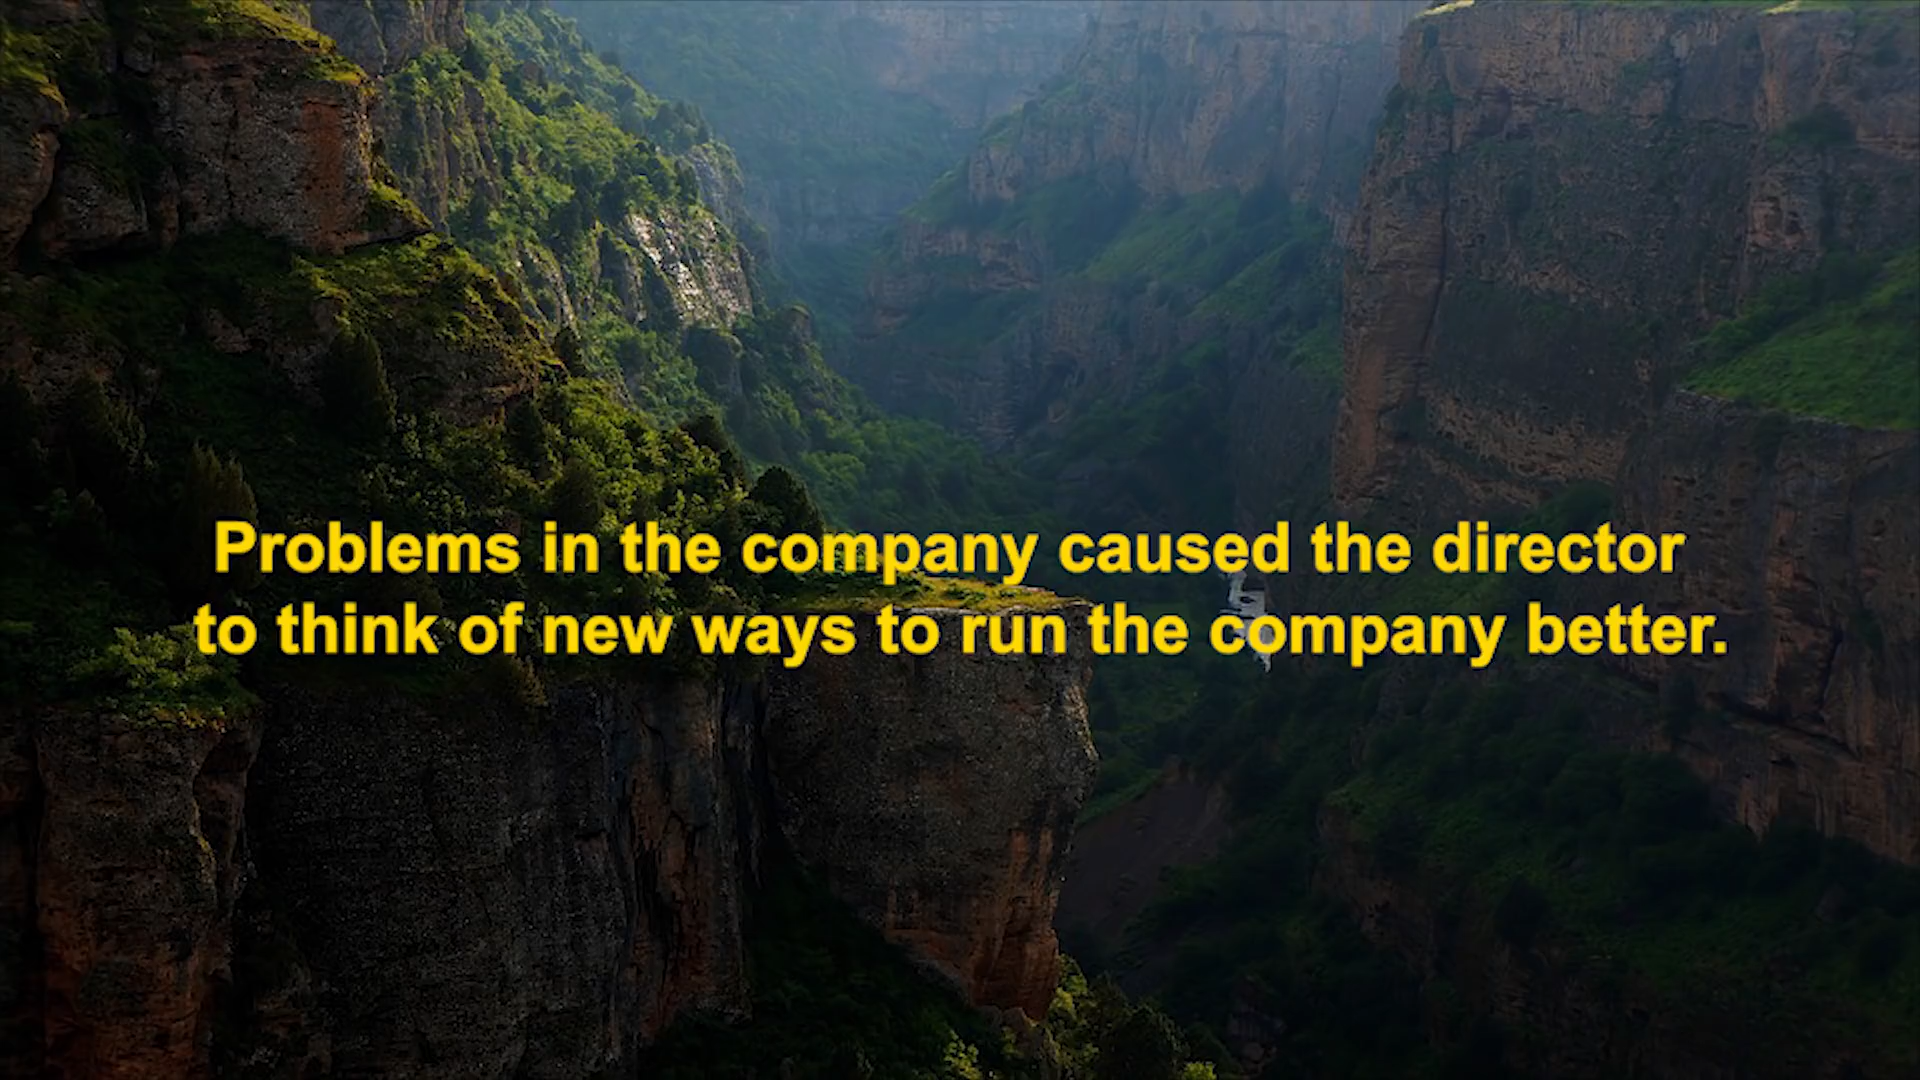 Problems in the company caused the director
to think of new ways to run the company better.